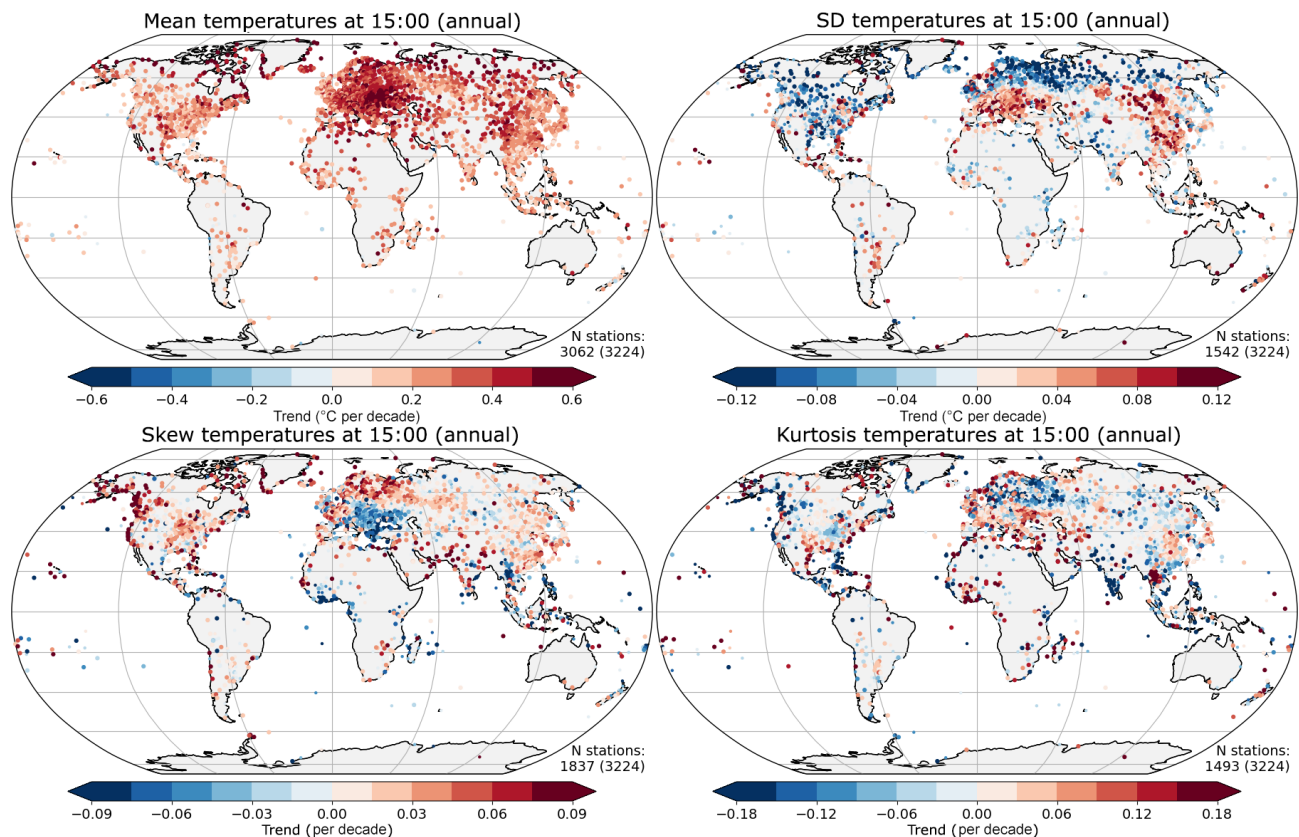 Mean temperatures at 15:00 (annual)
SD temperatures at 15:00 (annual)
N stations:
3062 (3224)
N stations:
1542 (3224)
−0.6 −0.4 −0.2 0.0 0.2 0.4 0.6
Trend (°C per decade)
−0.12 −0.08 −0.04 0.00 0.04 0.08 0.12
Trend (°C per decade)
Skew temperatures at 15:00 (annual)
Kurtosis temperatures at 15:00 (annual)
N stations:
1837 (3224)
N stations:
1493 (3224)
−0.09 −0.06 −0.03 0.00 0.03 0.06 0.09
Trend (per decade)
−0.18 −0.12 −0.06 0.00 0.06 0.12 0.18
Trend (per decade)